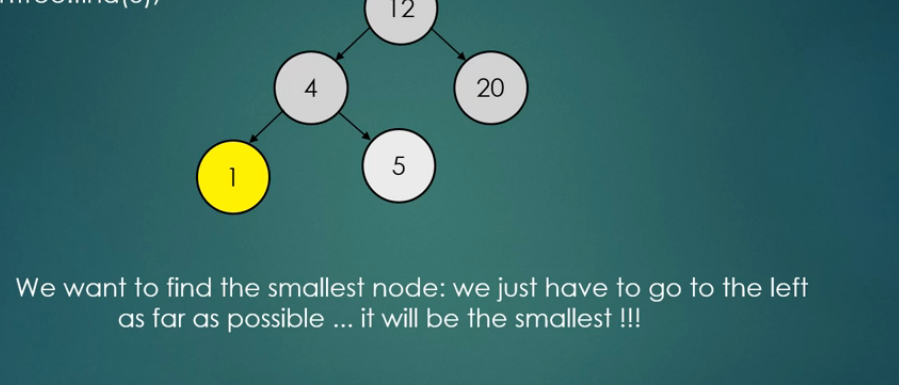 12
4
20
1
5
We want to find the smallest node: we just have to go to the left
as far as possible ... it will be the smallest !!!